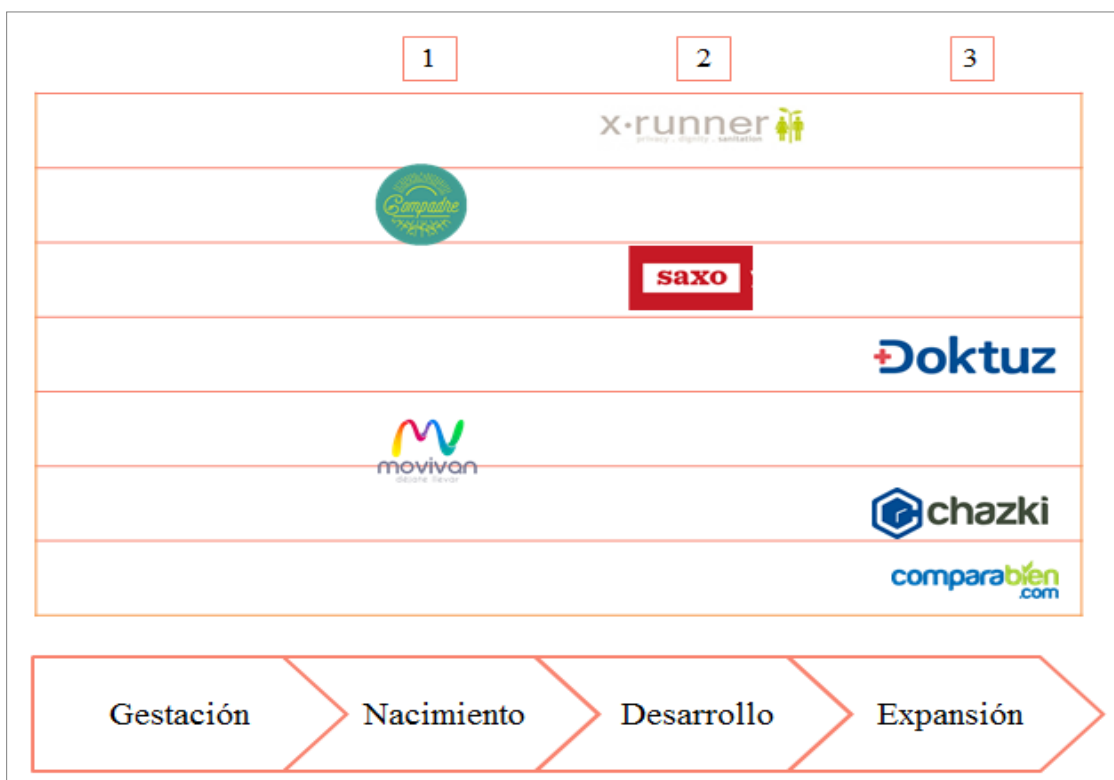 1 2 3
x·runner
privacy . dignity . sanitation
Compadre
saxo
Doktuz
movivan
déjate llevar
chazki
comparabien
.com
Gestación Nacimiento Desarrollo Expansión